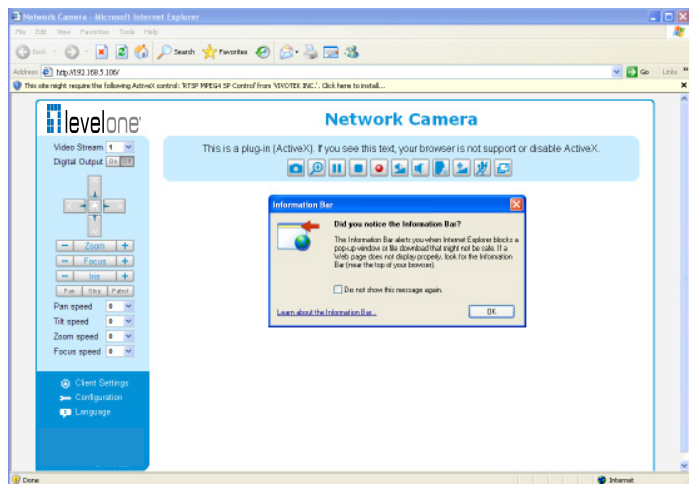 Network Camera - Microsoft Internet Explorer
File Edit View Favorites Tools Help
Back Search Favorites
Address http://192.168.5.106/ Go Links
This site might require the following ActiveX control: 'RTSP MPEG4 SP Control' from 'VIVOTEK INC.'. Click here to install...
levelone
Network Camera
Video Stream 1
Digital Output On Off
This is a plug-in (ActiveX). If you see this text, your browser is not support or disable ActiveX.
Zoom
Focus
Iris
Pan Stop Patrol
Pan speed 0
Tilt speed 0
Zoom speed 0
Focus speed 0
Client Settings
Configuration
Language
Information Bar
Did you notice the Information Bar?
The Information Bar alerts you when Internet Explorer blocks a
pop-up window or file download that might not be safe. If a
Web page does not display properly, look for the Information
Bar (near the top of your browser).
Do not show this message again.
Learn about the Information Bar...
OK
Done
Internet